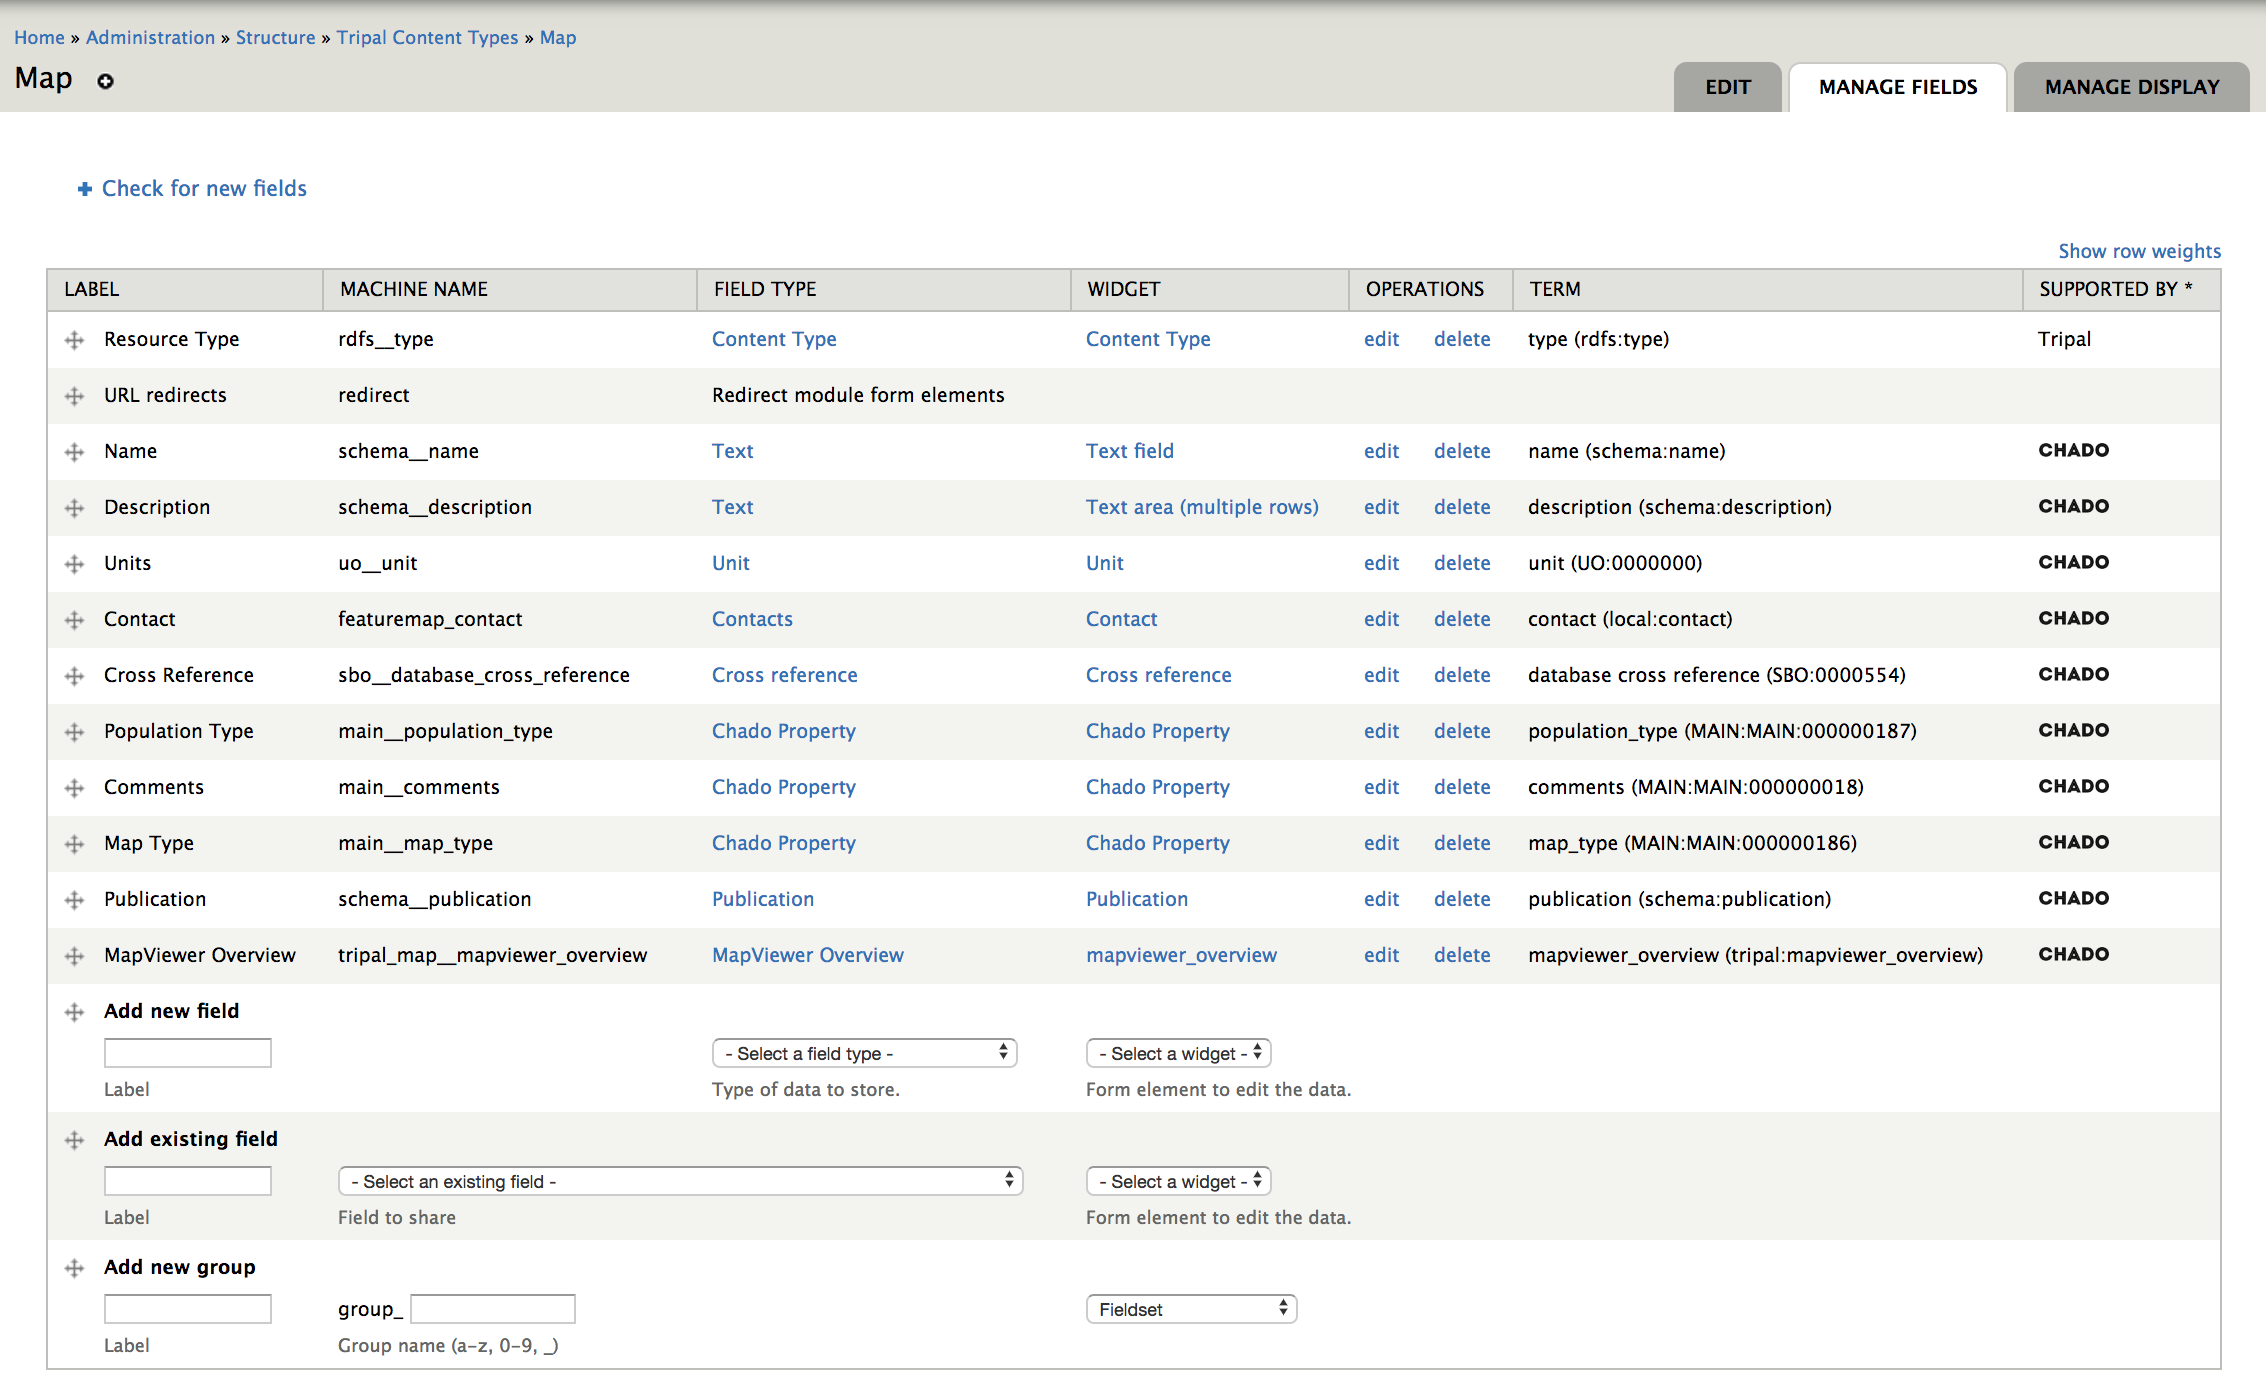 Home » Administration » Structure » Tripal Content Types » Map
Map
EDIT MANAGE FIELDS MANAGE DISPLAY
Check for new fields
Show row weights
LABEL MACHINE NAME FIELD TYPE WIDGET OPERATIONS TERM SUPPORTED BY *
Resource Type rdfs__type Content Type Content Type edit delete type (rdfs:type) Tripal
URL redirects redirect Redirect module form elements
Name schema__name Text Text field edit delete name (schema:name) CHADO
Description schema__description Text Text area (multiple rows) edit delete description (schema:description) CHADO
Units uo__unit Unit Unit edit delete unit (UO:0000000) CHADO
Contact featuremap_contact Contacts Contact edit delete contact (local:contact) CHADO
Cross Reference sbo__database_cross_reference Cross reference Cross reference edit delete database cross reference (SBO:0000554) CHADO
Population Type main__population_type Chado Property Chado Property edit delete population_type (MAIN:MAIN:000000187) CHADO
Comments main__comments Chado Property Chado Property edit delete comments (MAIN:MAIN:000000018) CHADO
Map Type main__map_type Chado Property Chado Property edit delete map_type (MAIN:MAIN:000000186) CHADO
Publication schema__publication Publication Publication edit delete publication (schema:publication) CHADO
MapViewer Overview tripal_map__mapviewer_overview MapViewer Overview mapviewer_overview edit delete mapviewer_overview (tripal:mapviewer_overview) CHADO
Add new field
- Select a field type - - Select a widget -
Label Type of data to store. Form element to edit the data.
Add existing field
- Select an existing field - - Select a widget -
Label Field to share Form element to edit the data.
Add new group
group_ Fieldset
Label Group name (a-z, 0-9, _)